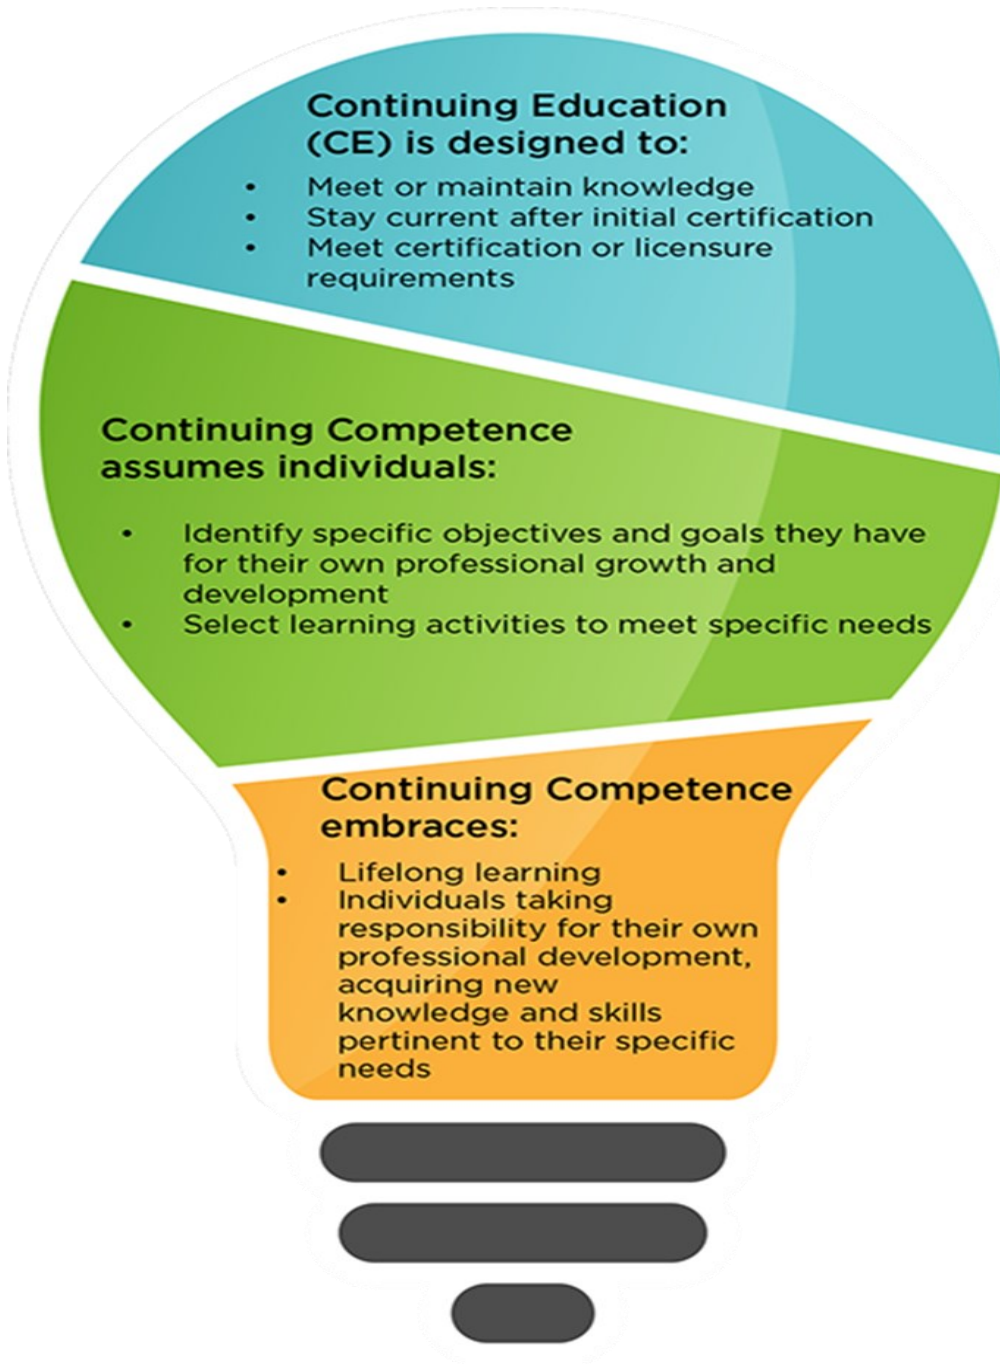 Continuing Education
(CE) is designed to:
• Meet or maintain knowledge
• Stay current after initial certification
• Meet certification or licensure
requirements
Continuing Competence
assumes individuals:
• Identify specific objectives and goals they have
for their own professional growth and
development
• Select learning activities to meet specific needs
Continuing Competence
embraces:
• Lifelong learning
• Individuals taking
responsibility for their own
professional development,
acquiring new
knowledge and skills
pertinent to their specific
needs